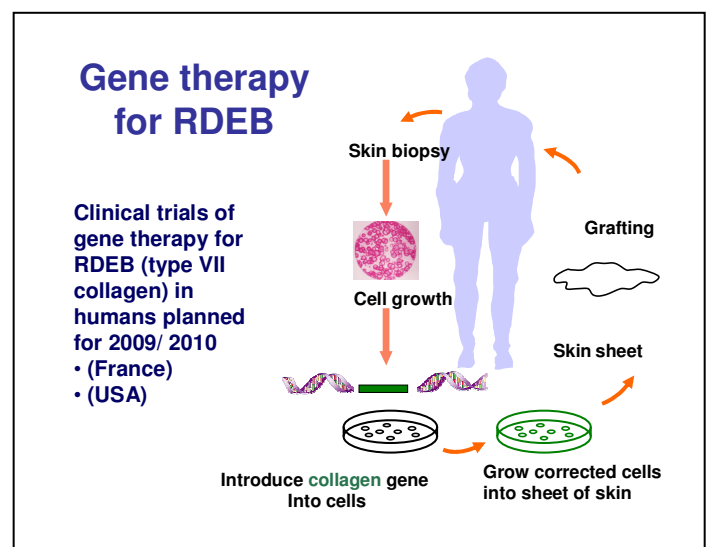 Gene therapy
for RDEB
Clinical trials of
gene therapy for
RDEB (type VII
collagen) in
humans planned
for 2009/ 2010
• (France)
• (USA)
Skin biopsy
Cell growth
Introduce collagen gene
Into cells
Grow corrected cells
into sheet of skin
Skin sheet
Grafting